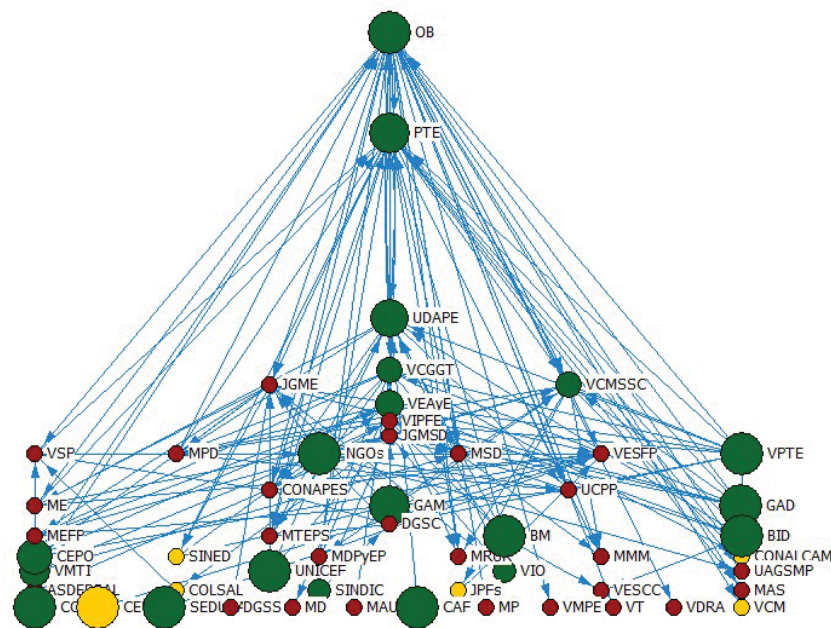 OB
PTE
UDAPE
VCGGT
JGME
VCMSSC
VEAyE
VIPFE
JGMSD
VSP
MPD
NGOs
MSD
VESFP
VPTE
CONAPES
UCPP
ME
GAM
GAD
DGSC
MEFP
MTEPS
BM
BID
CEPO
SINED
MDPyEP
MMM
CONALCAM
VMTI
UNICEF
VIO
UAGSMP
COLSAL
SINDIC
JPFs
VESCC
MAS
CE
SEDU
DGSS
MD
MAU
CAF
MP
VMPE
VT
VDRA
VCM